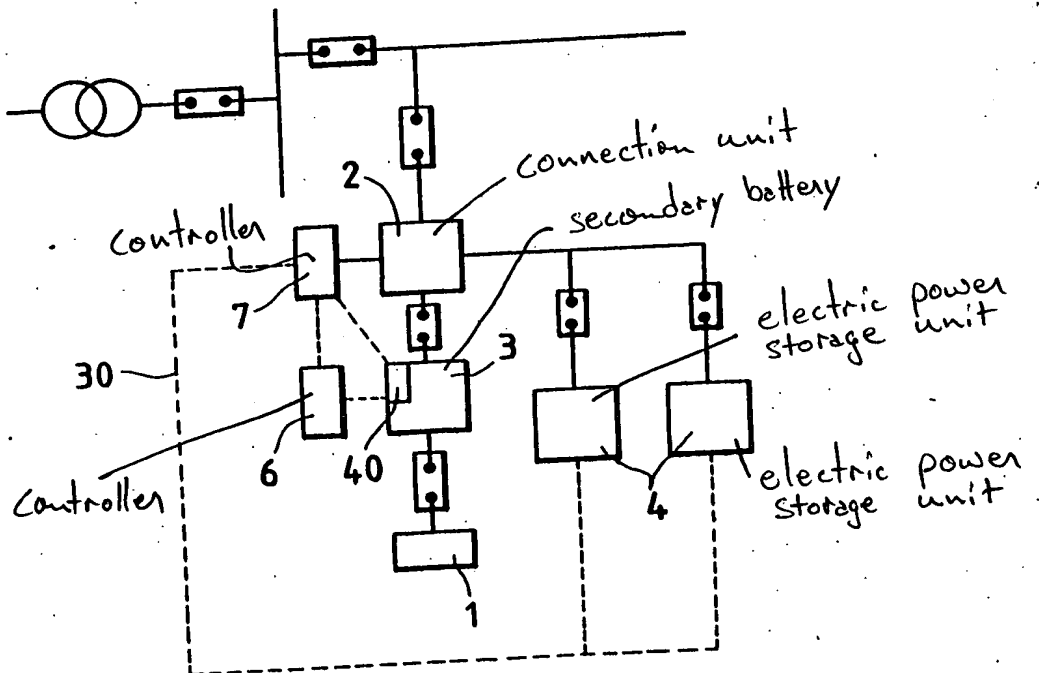 connection unit
2
secondary battery
controller
7
electric power
storage unit
3
30
6
40
controller
4
electric power
storage unit
1